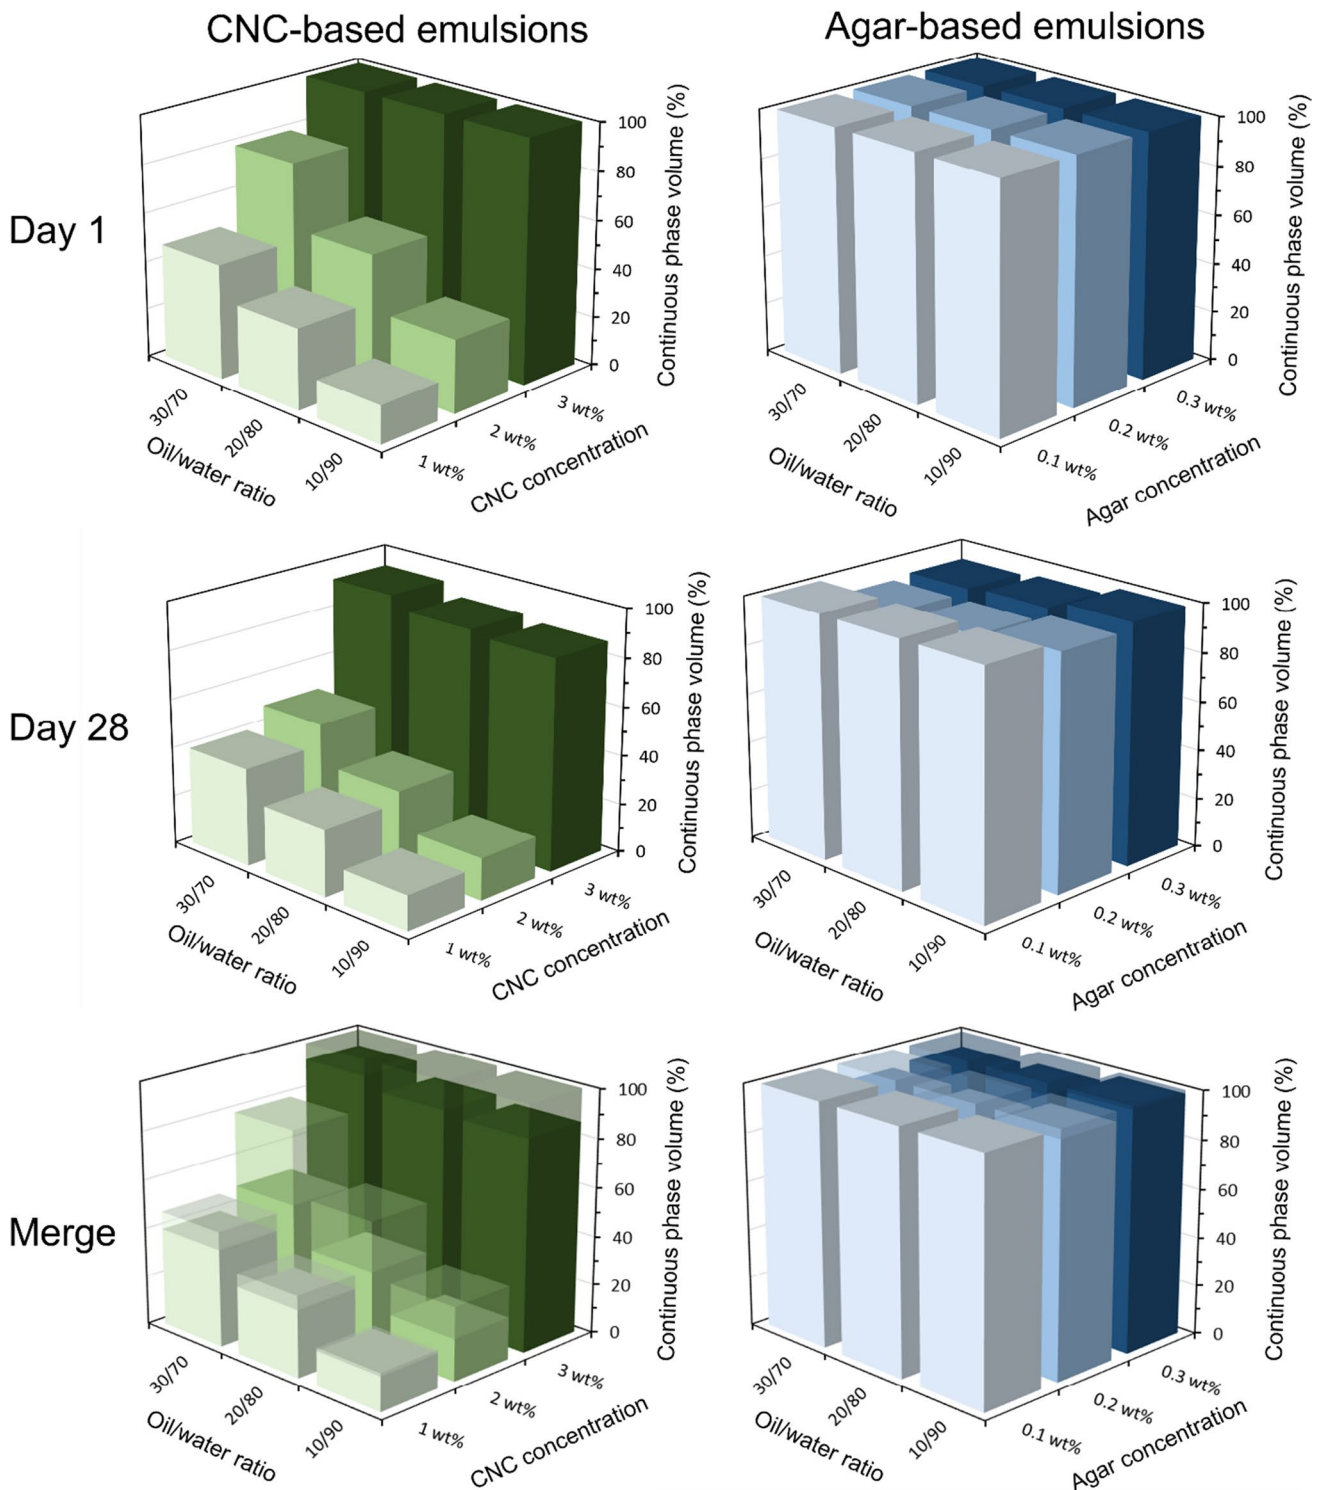 CNC-based emulsions
Agar-based emulsions
Day 1
100
80
60
40
20
0
Continuous phase volume (%)
30/70
20/80
10/90
Oil/water ratio
1 wt%
2 wt%
3 wt%
CNC concentration
100
80
60
40
20
0
Continuous phase volume (%)
30/70
20/80
10/90
Oil/water ratio
0.1 wt%
0.2 wt%
0.3 wt%
Agar concentration
Day 28
100
80
60
40
20
0
Continuous phase volume (%)
30/70
20/80
10/90
Oil/water ratio
1 wt%
2 wt%
3 wt%
CNC concentration
100
80
60
40
20
0
Continuous phase volume (%)
30/70
20/80
10/90
Oil/water ratio
0.1 wt%
0.2 wt%
0.3 wt%
Agar concentration
Merge
100
80
60
40
20
0
Continuous phase volume (%)
30/70
20/80
10/90
Oil/water ratio
1 wt%
2 wt%
3 wt%
CNC concentration
100
80
60
40
20
0
Continuous phase volume (%)
30/70
20/80
10/90
Oil/water ratio
0.1 wt%
0.2 wt%
0.3 wt%
Agar concentration